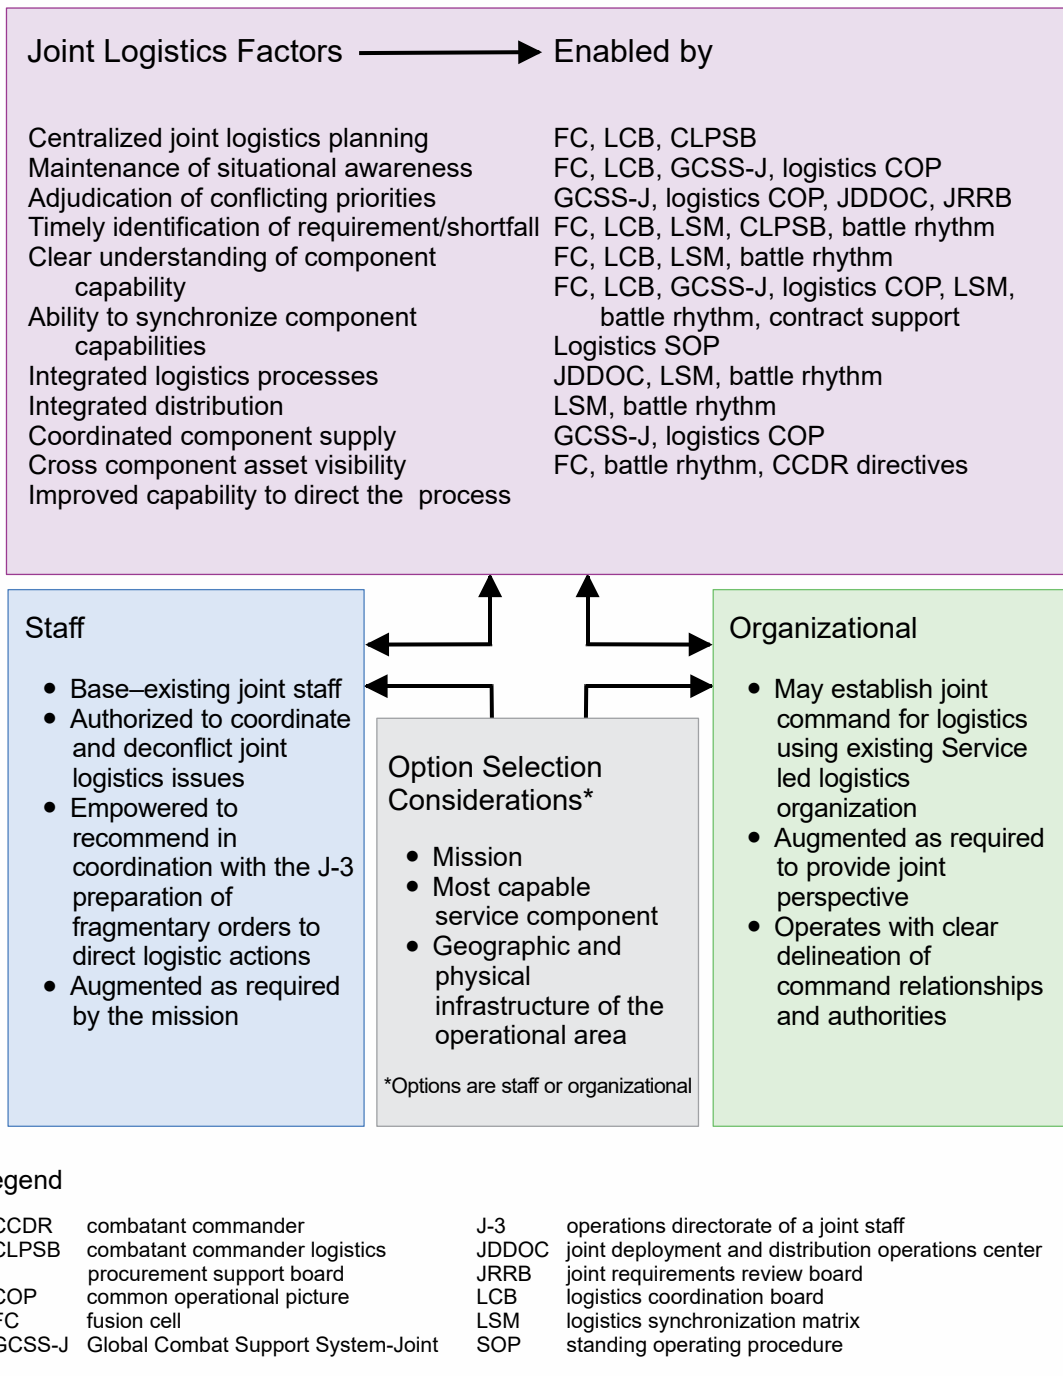 Joint Logistics Factors Enabled by
Centralized joint logistics planning FC, LCB, CLPSB
Maintenance of situational awareness FC, LCB, GCSS-J, logistics COP
Adjudication of conflicting priorities GCSS-J, logistics COP, JDDOC, JRRB
Timely identification of requirement/shortfall FC, LCB, LSM, CLPSB, battle rhythm
Clear understanding of component FC, LCB, LSM, battle rhythm
capability FC, LCB, GCSS-J, logistics COP, LSM,
Ability to synchronize component battle rhythm, contract support
capabilities Logistics SOP
Integrated logistics processes JDDOC, LSM, battle rhythm
Integrated distribution LSM, battle rhythm
Coordinated component supply GCSS-J, logistics COP
Cross component asset visibility FC, battle rhythm, CCDR directives
Improved capability to direct the process
Staff
• Base–existing joint staff
• Authorized to coordinate
and deconflict joint
logistics issues
• Empowered to
recommend in
coordination with the J-3
preparation of
fragmentary orders to
direct logistic actions
• Augmented as required
by the mission
Option Selection
Considerations*
• Mission
• Most capable
service component
• Geographic and
physical
infrastructure of the
operational area
*Options are staff or organizational
Organizational
• May establish joint
command for logistics
using existing Service
led logistics
organization
• Augmented as required
to provide joint
perspective
• Operates with clear
delineation of
command relationships
and authorities
egend
CCDR combatant commander
CLPSB combatant commander logistics
procurement support board
COP common operational picture
FC fusion cell
GCSS-J Global Combat Support System-Joint
J-3 operations directorate of a joint staff
JDDOC joint deployment and distribution operations center
JRRB joint requirements review board
LCB logistics coordination board
LSM logistics synchronization matrix
SOP standing operating procedure